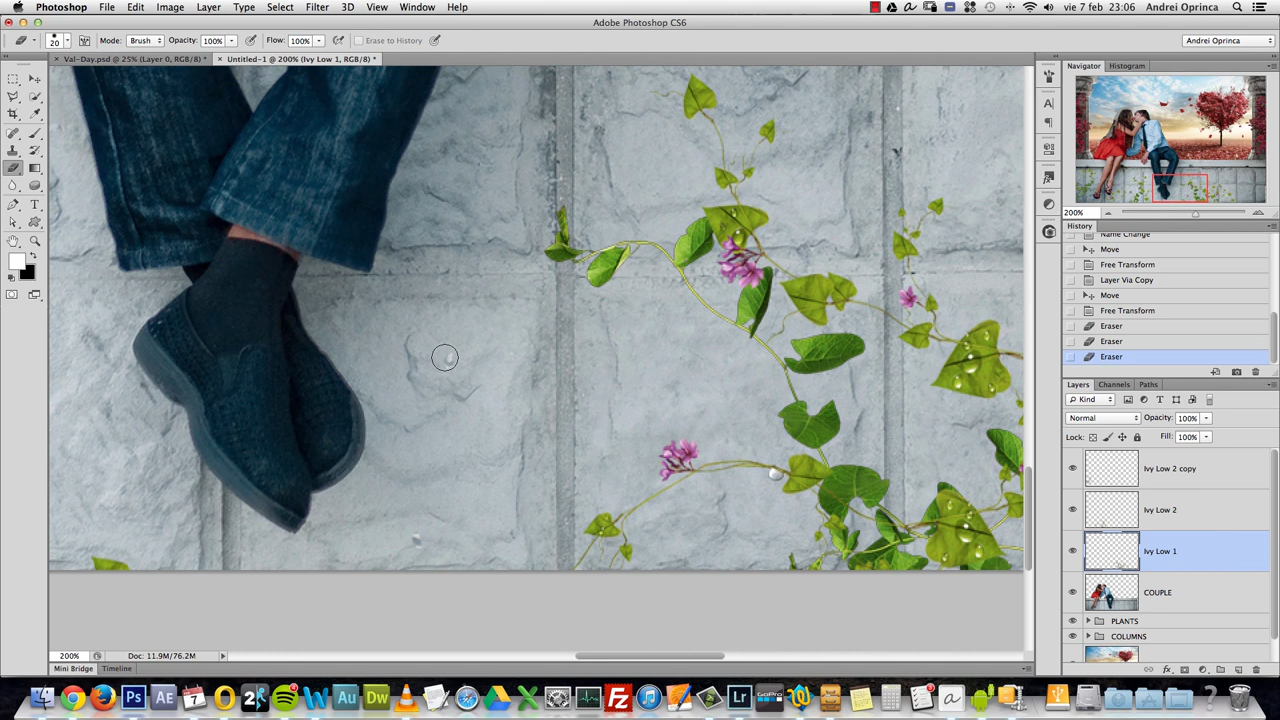 Photoshop File Edit Image Layer Type Select Filter 3D View Window Help vie 7 feb 23:06 Andrei Oprinca
Adobe Photoshop CS6
20 Mode: Brush Opacity: 100% Flow: 100% Erase to History Andrei Oprinca
Val-Day.psd @ 25% (Layer 0, RGB/8) * Untitled-1 @ 200% (Ivy Low 1, RGB/8) *
Navigator Histogram
200%
History
Name Change
Move
Free Transform
Layer Via Copy
Move
Free Transform
Eraser
Eraser
Eraser
Layers Channels Paths
Kind
Normal Opacity: 100%
Lock: Fill: 100%
Ivy Low 2 copy
Ivy Low 2
Ivy Low 1
COUPLE
PLANTS
COLUMNS
200% Doc: 11.9M/76.2M
Mini Bridge Timeline